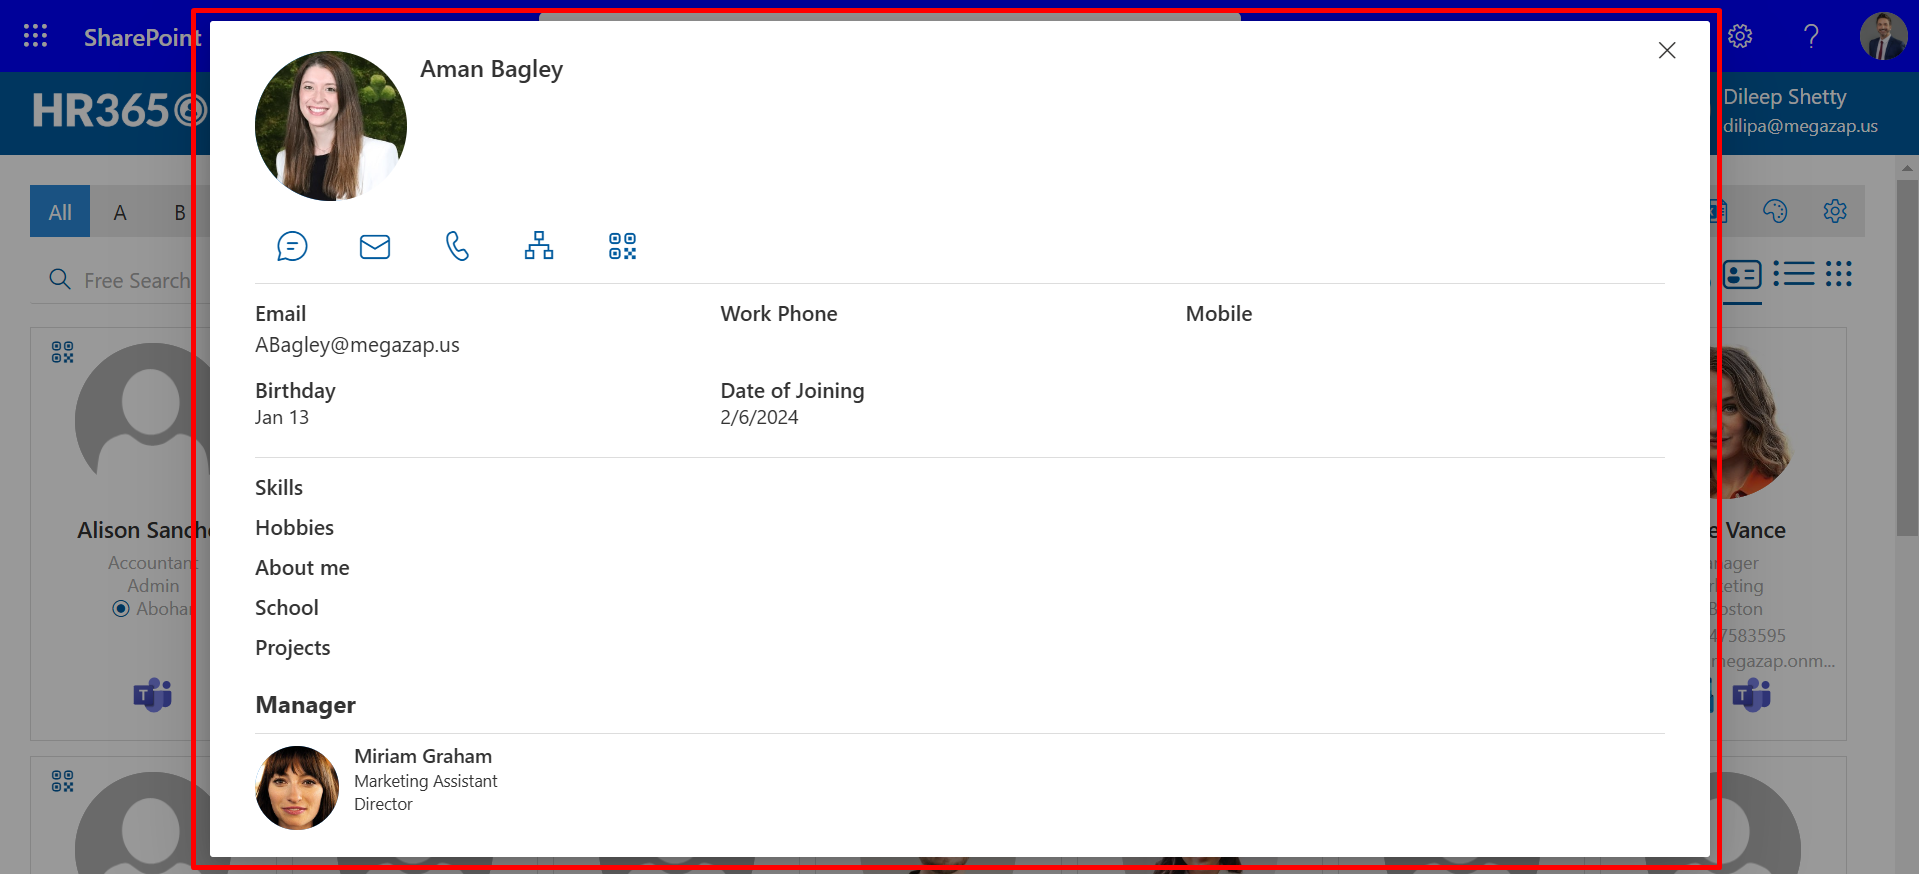 SharePoint
HR365
Dileep Shetty
dilipa@megazap.us
All A B
Free Search
Aman Bagley
Email
ABagley@megazap.us
Work Phone
Mobile
Birthday
Jan 13
Date of Joining
2/6/2024
Skills
Hobbies
About me
School
Projects
Manager
Miriam Graham
Marketing Assistant
Director
Alison Sanch
Accountant
Admin
Abohar
Vance
anager
rketing
Boston
47583595
megazap.onm...